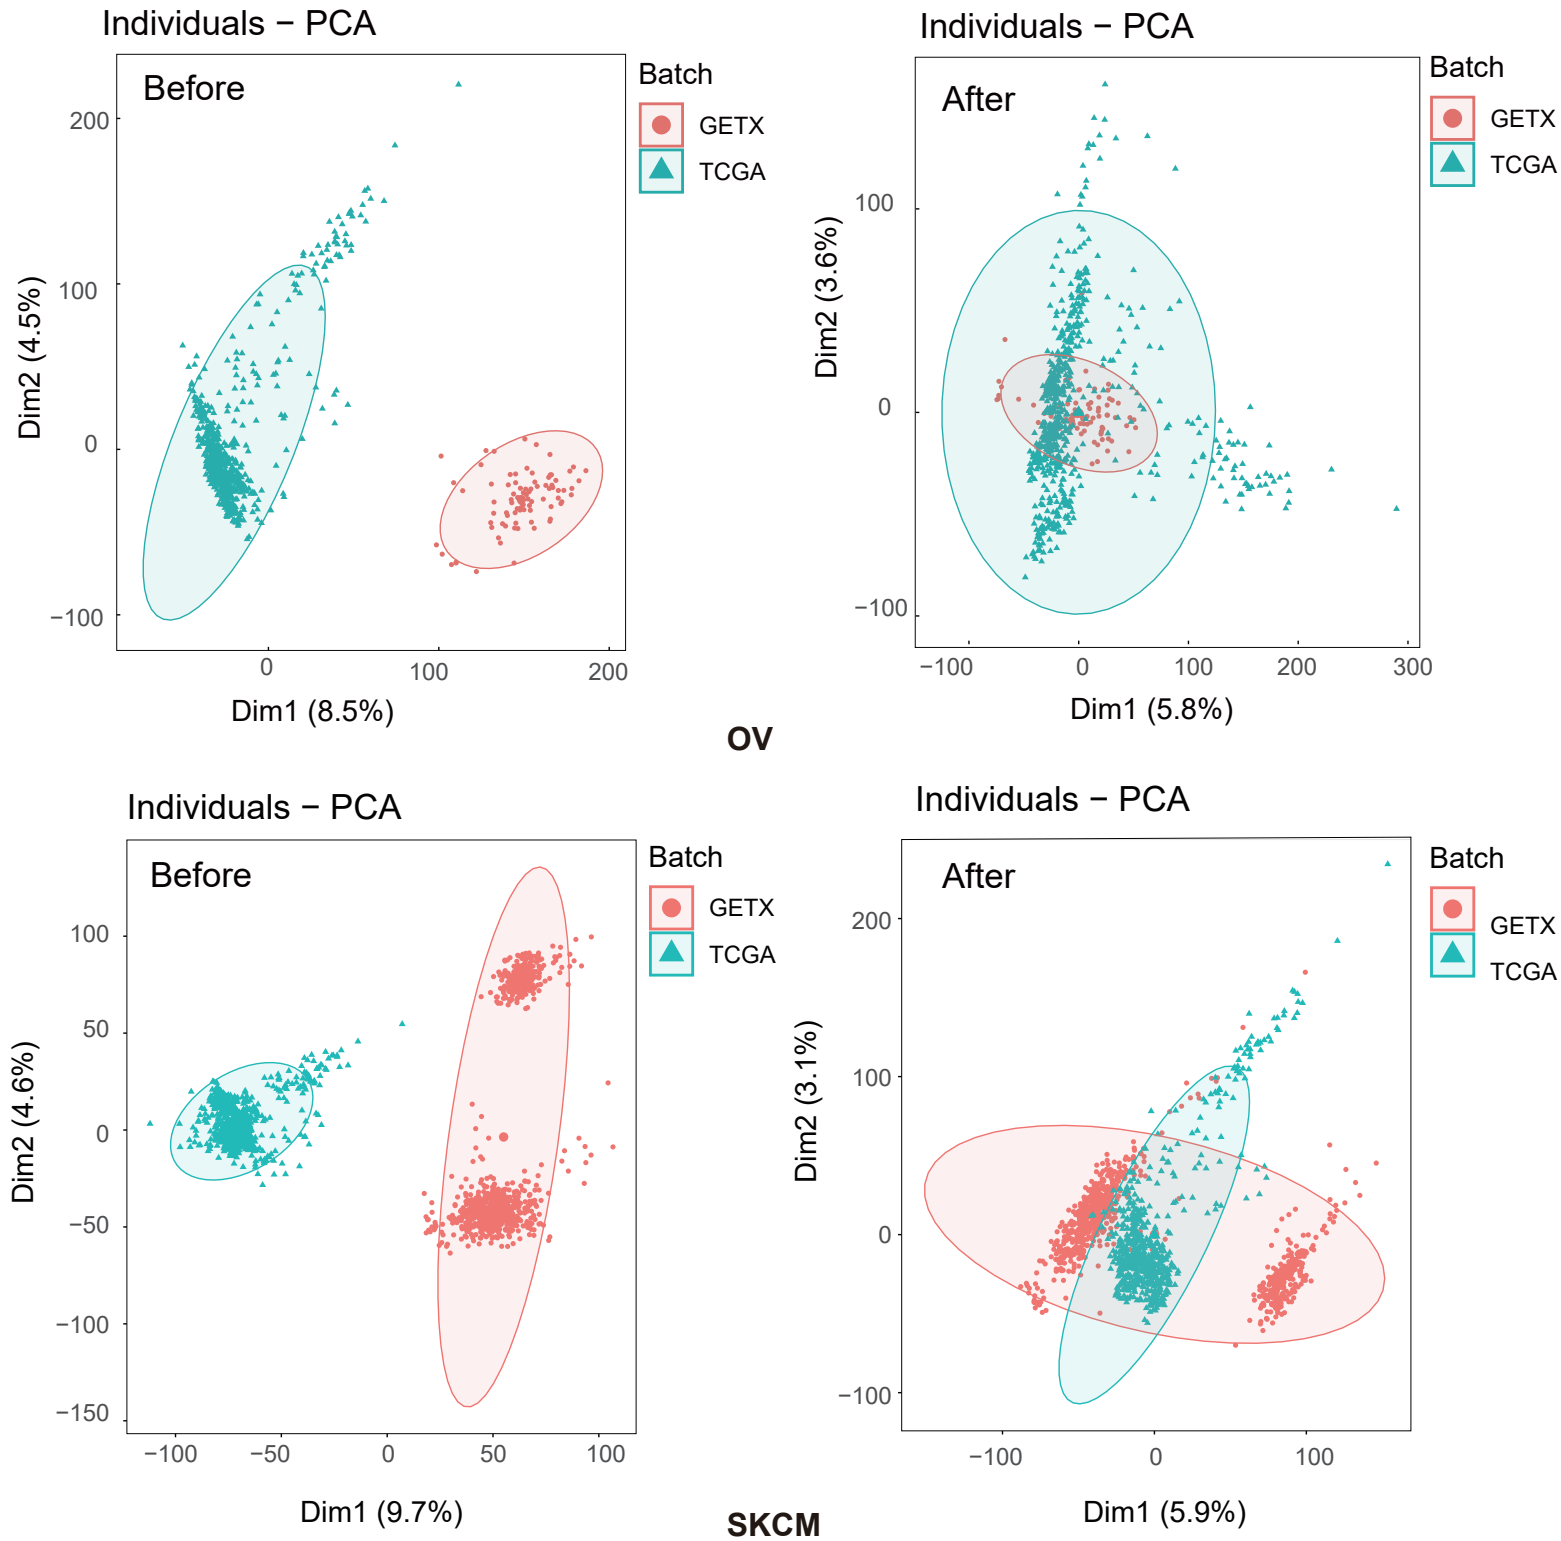 Individuals − PCA
Before
Batch
GETX
TCGA
200
100
0
−100
0
100
200
Dim2 (4.5%)
Dim1 (8.5%)
Individuals − PCA
After
Batch
GETX
TCGA
100
0
−100
−100
0
100
200
300
Dim2 (3.6%)
Dim1 (5.8%)
OV
Individuals − PCA
Before
Batch
GETX
TCGA
100
50
0
−50
−100
−150
−100
−50
0
50
100
Dim2 (4.6%)
Dim1 (9.7%)
Individuals − PCA
After
Batch
GETX
TCGA
200
100
0
−100
−100
0
100
Dim2 (3.1%)
Dim1 (5.9%)
SKCM